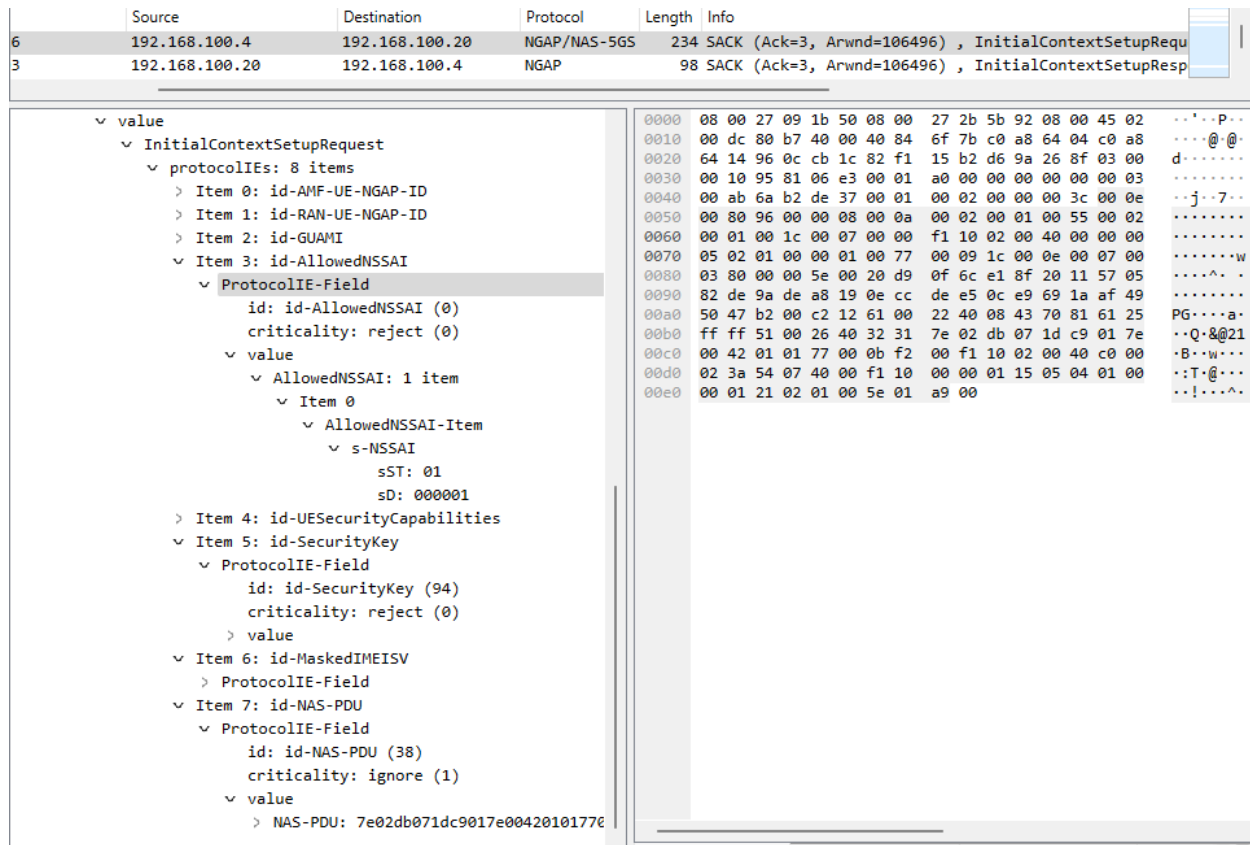 Source Destination Protocol Length Info
6 192.168.100.4 192.168.100.20 NGAP/NAS-5GS 234 SACK (Ack=3, Arwnd=106496) , InitialContextSetupRequ
3 192.168.100.20 192.168.100.4 NGAP 98 SACK (Ack=3, Arwnd=106496) , InitialContextSetupResp
value
InitialContextSetupRequest
protocolIEs: 8 items
Item 0: id-AMF-UE-NGAP-ID
Item 1: id-RAN-UE-NGAP-ID
Item 2: id-GUAMI
Item 3: id-AllowedNSSAI
ProtocolIE-Field
id: id-AllowedNSSAI (0)
criticality: reject (0)
value
AllowedNSSAI: 1 item
Item 0
AllowedNSSAI-Item
s-NSSAI
sST: 01
sD: 000001
Item 4: id-UESecurityCapabilities
Item 5: id-SecurityKey
ProtocolIE-Field
id: id-SecurityKey (94)
criticality: reject (0)
value
Item 6: id-MaskedIMEISV
ProtocolIE-Field
Item 7: id-NAS-PDU
ProtocolIE-Field
id: id-NAS-PDU (38)
criticality: ignore (1)
value
NAS-PDU: 7e02db071dc9017e00420101770
0000 08 00 27 09 1b 50 08 00 27 2b 5b 92 08 00 45 02 ··'··P··
0010 00 dc 80 b7 40 00 40 84 6f 7b c0 a8 64 04 c0 a8 ····@·@·
0020 64 14 96 0c cb 1c 82 f1 15 b2 d6 9a 26 8f 03 00 d·······
0030 00 10 95 81 06 e3 00 01 a0 00 00 00 00 00 00 03 ········
0040 00 ab 6a b2 de 37 00 01 00 02 00 00 00 3c 00 0e ··j··7··
0050 00 80 96 00 00 08 00 0a 00 02 00 01 00 55 00 02 ········
0060 00 01 00 1c 00 07 00 00 f1 10 02 00 40 00 00 00 ········
0070 05 02 01 00 00 01 00 77 00 09 1c 00 0e 00 07 00 ·······w
0080 03 80 00 00 5e 00 20 d9 0f 6c e1 8f 20 11 57 05 ····^· ·
0090 82 de 9a de a8 19 0e cc de e5 0c e9 69 1a af 49 ········
00a0 50 47 b2 00 c2 12 61 00 22 40 08 43 70 81 61 25 PG····a·
00b0 ff ff 51 00 26 40 32 31 7e 02 db 07 1d c9 01 7e ··Q·&@21
00c0 00 42 01 01 77 00 0b f2 00 f1 10 02 00 40 c0 00 ·B··w···
00d0 02 3a 54 07 40 00 f1 10 00 00 01 15 05 04 01 00 ·:T·@···
00e0 00 01 21 02 01 00 5e 01 a9 00 ··!···^·